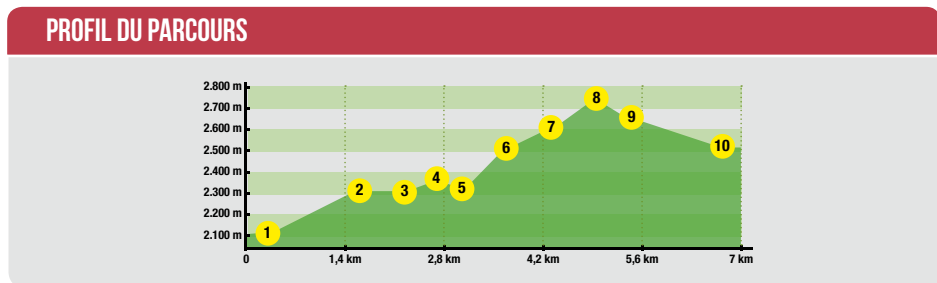 PROFIL DU PARCOURS
2.800 m
2.700 m
2.600 m
2.500 m
2.400 m
2.300 m
2.200 m
2.100 m
1
2
3
4
5
6
7
8
9
10
0 1,4 km 2,8 km 4,2 km 5,6 km 7 km